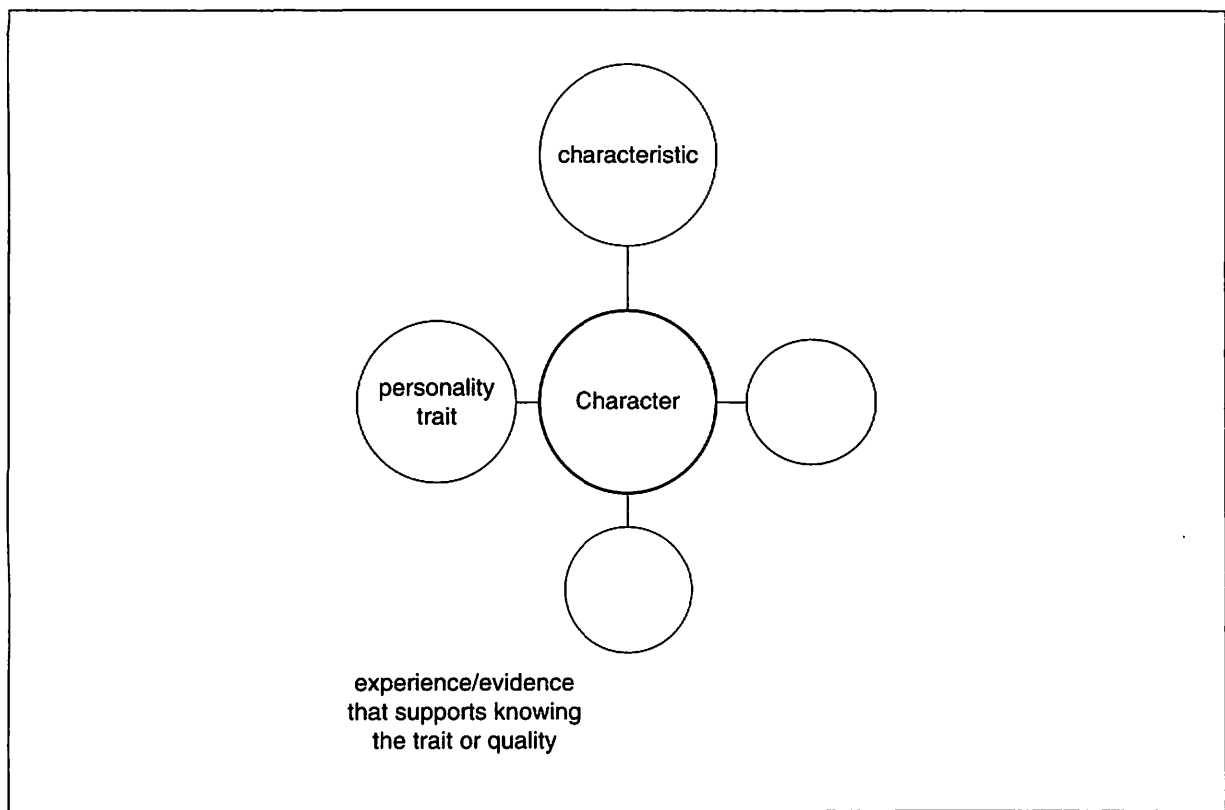 characteristic
personality
trait
Character
experience/evidence
that supports knowing
the trait or quality